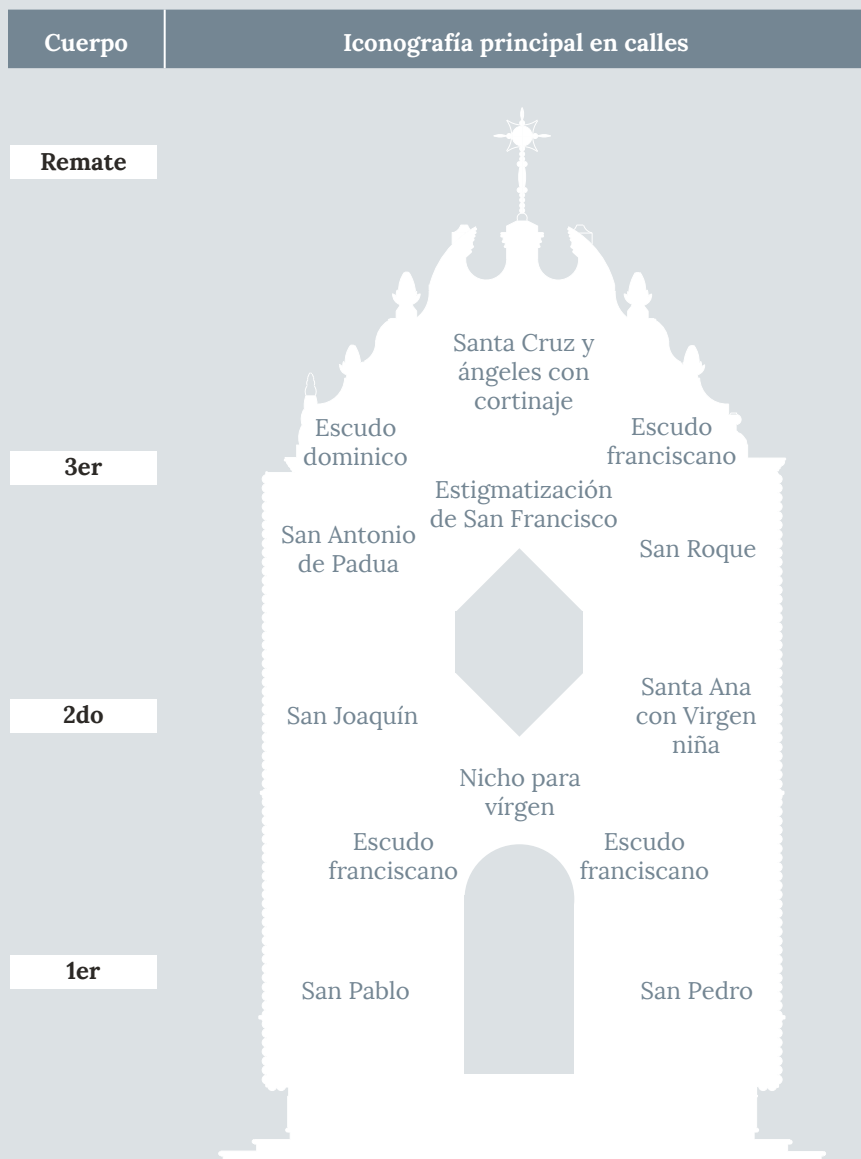 Cuerpo
Iconografía principal en calles
Remate
Santa Cruz y
ángeles con
cortinaje
Escudo
dominico
Escudo
franciscano
3er
Estigmatización
de San Francisco
San Antonio
de Padua
San Roque
2do
San Joaquín
Santa Ana
con Virgen
niña
Nicho para
vírgen
Escudo
franciscano
Escudo
franciscano
1er
San Pablo
San Pedro